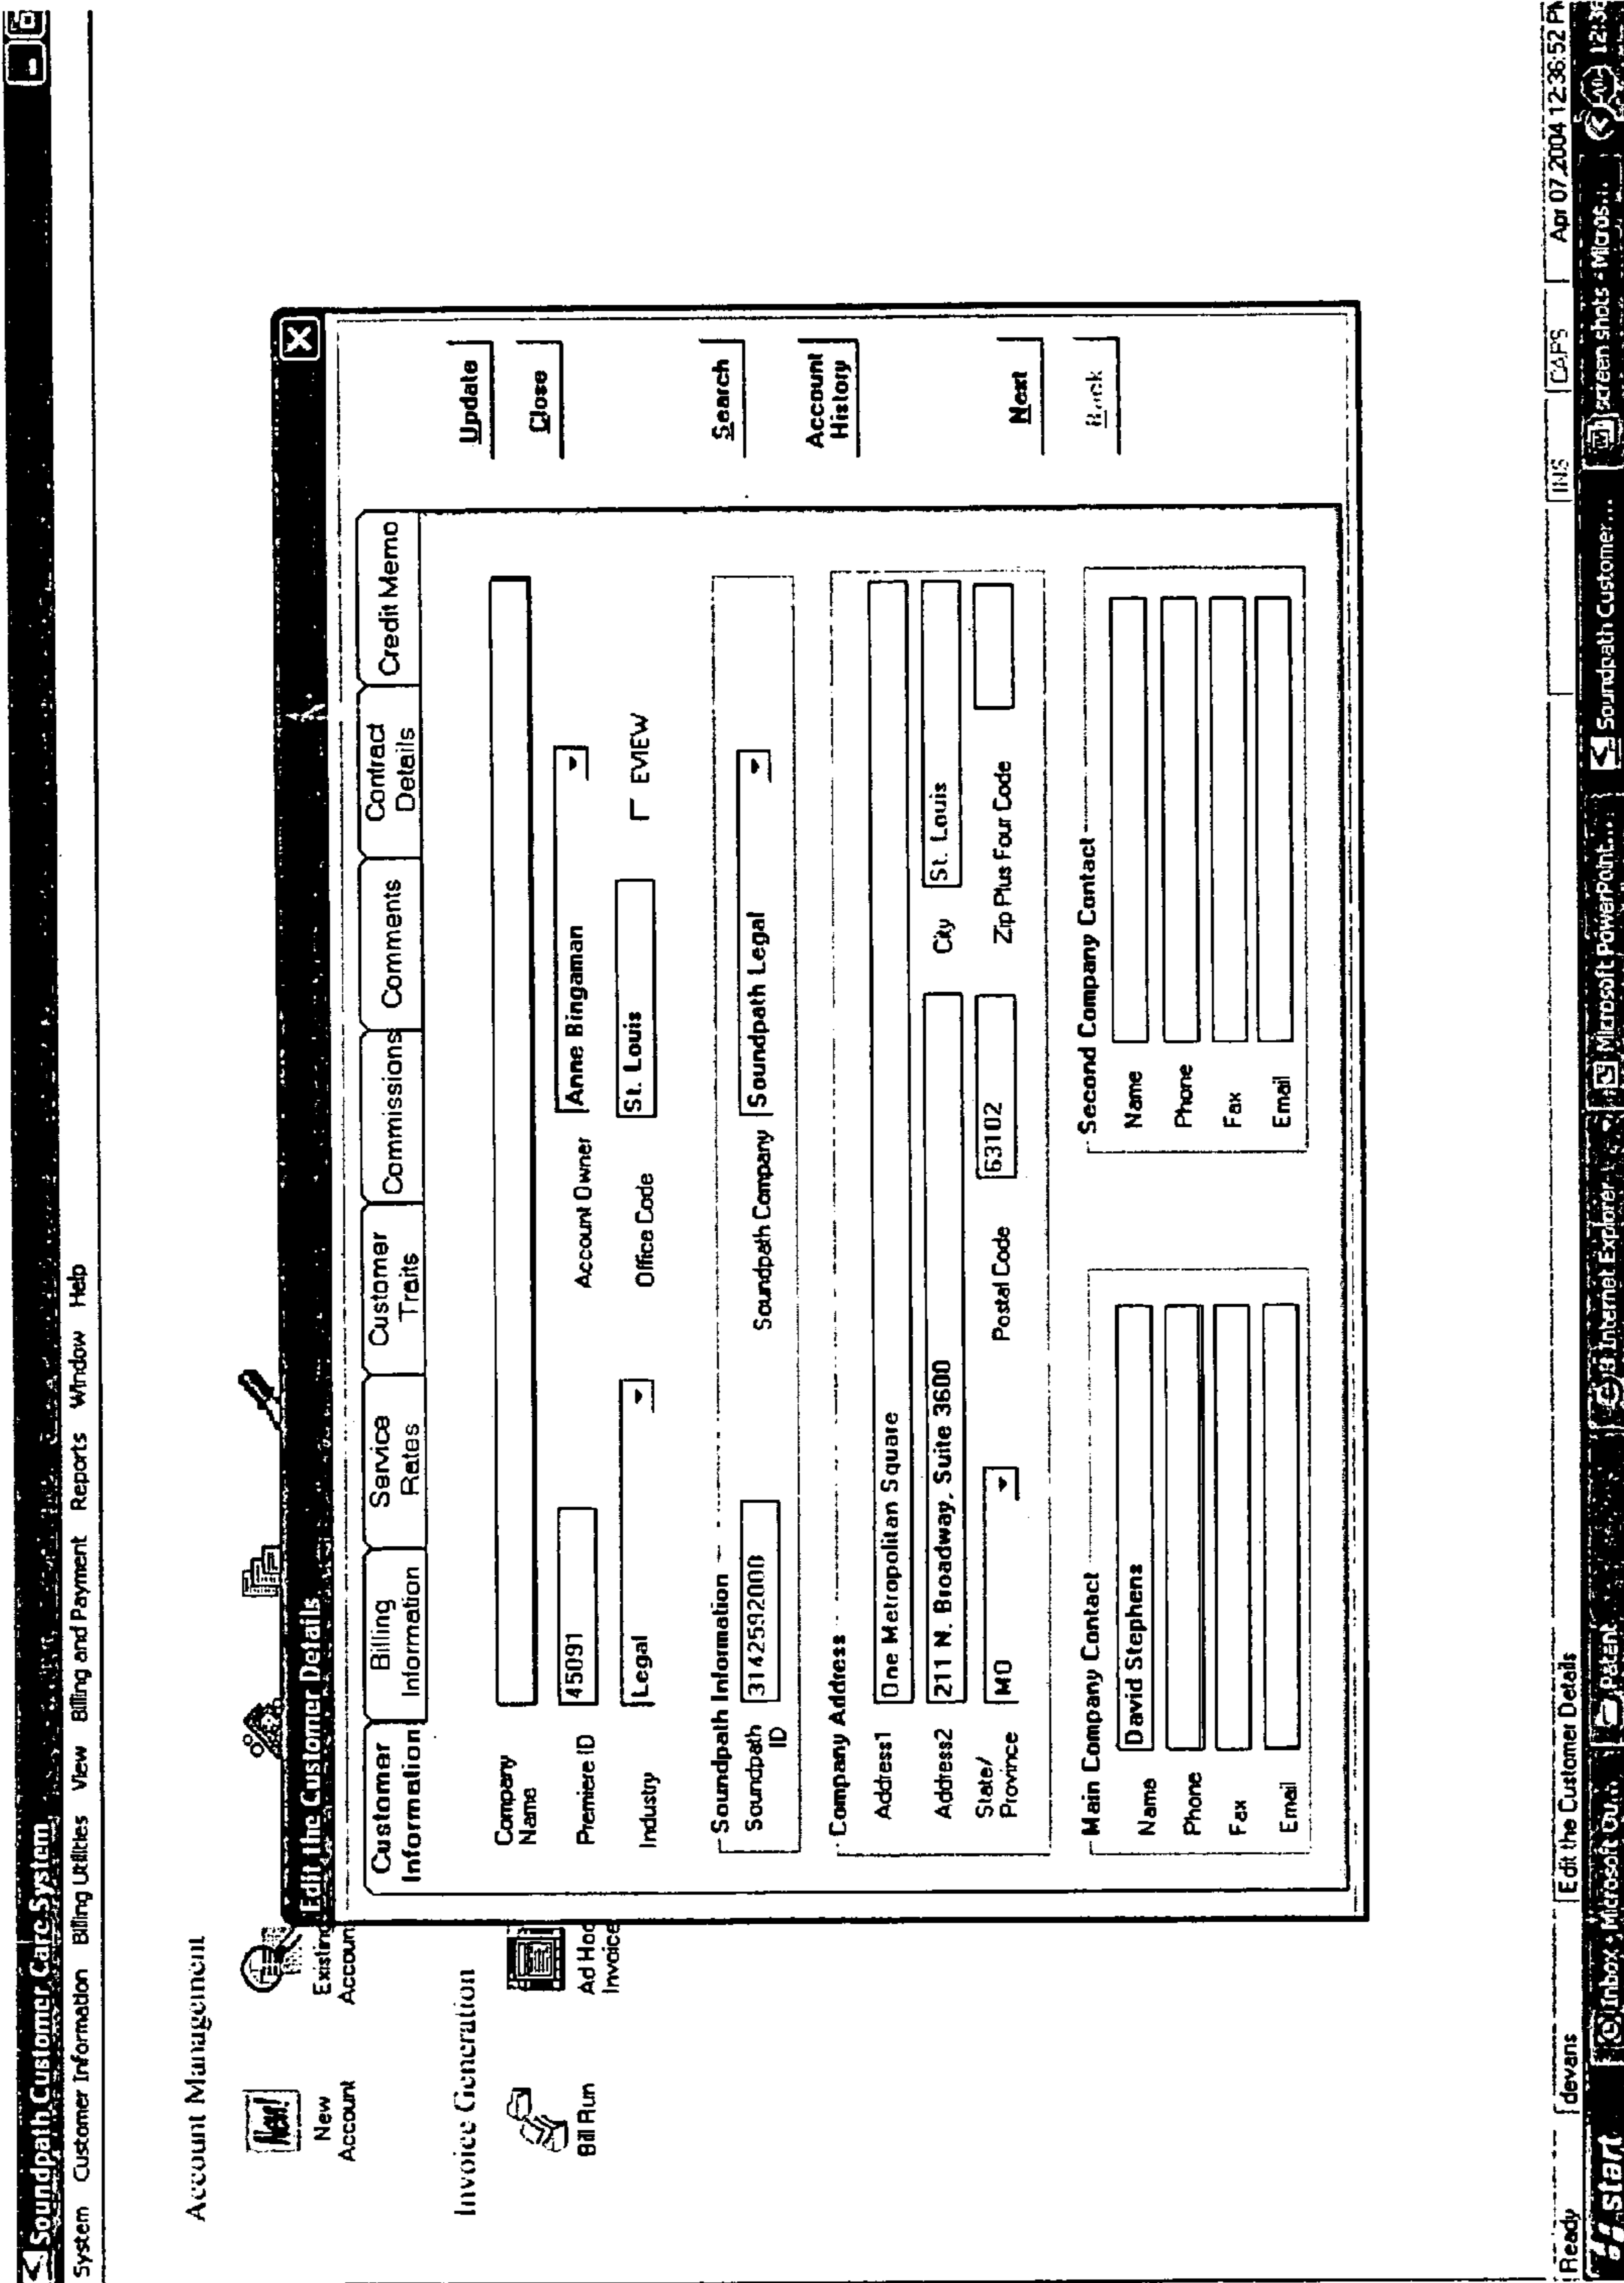 Soundpath Customer Care System
System Customer Information Billing Utilities View Billing and Payment Reports Window Help
Account Management
New Account
Existing Account
Invoice Generation
Bill Run
Ad Hoc Invoice
Edit the Customer Details
Customer Information
Billing Information
Service Rates
Customer Traits
Commissions
Comments
Contract Details
Credit Memo
Company Name
Premiere ID 45091 Account Owner Anne Bingaman
Industry Legal Office Code St. Louis EVIEW
Soundpath Information
Soundpath ID 3142592000 Soundpath Company Soundpath Legal
Company Address
Address1 One Metropolitan Square
Address2 211 N. Broadway, Suite 3600 City St. Louis
State/Province MO Postal Code 63102 Zip Plus Four Code
Main Company Contact
Name David Stephens
Phone
Fax
Email
Second Company Contact
Name
Phone
Fax
Email
Update
Close
Search
Account History
Next
Back
Ready devans Edit the Customer Details INS CAPS Apr 07,2004 12:36:52 PM
start Inbox - Microsoft Ou... Patent Internet Explorer Microsoft PowerPoint... Soundpath Customer... screen shots - Micros... 12:36